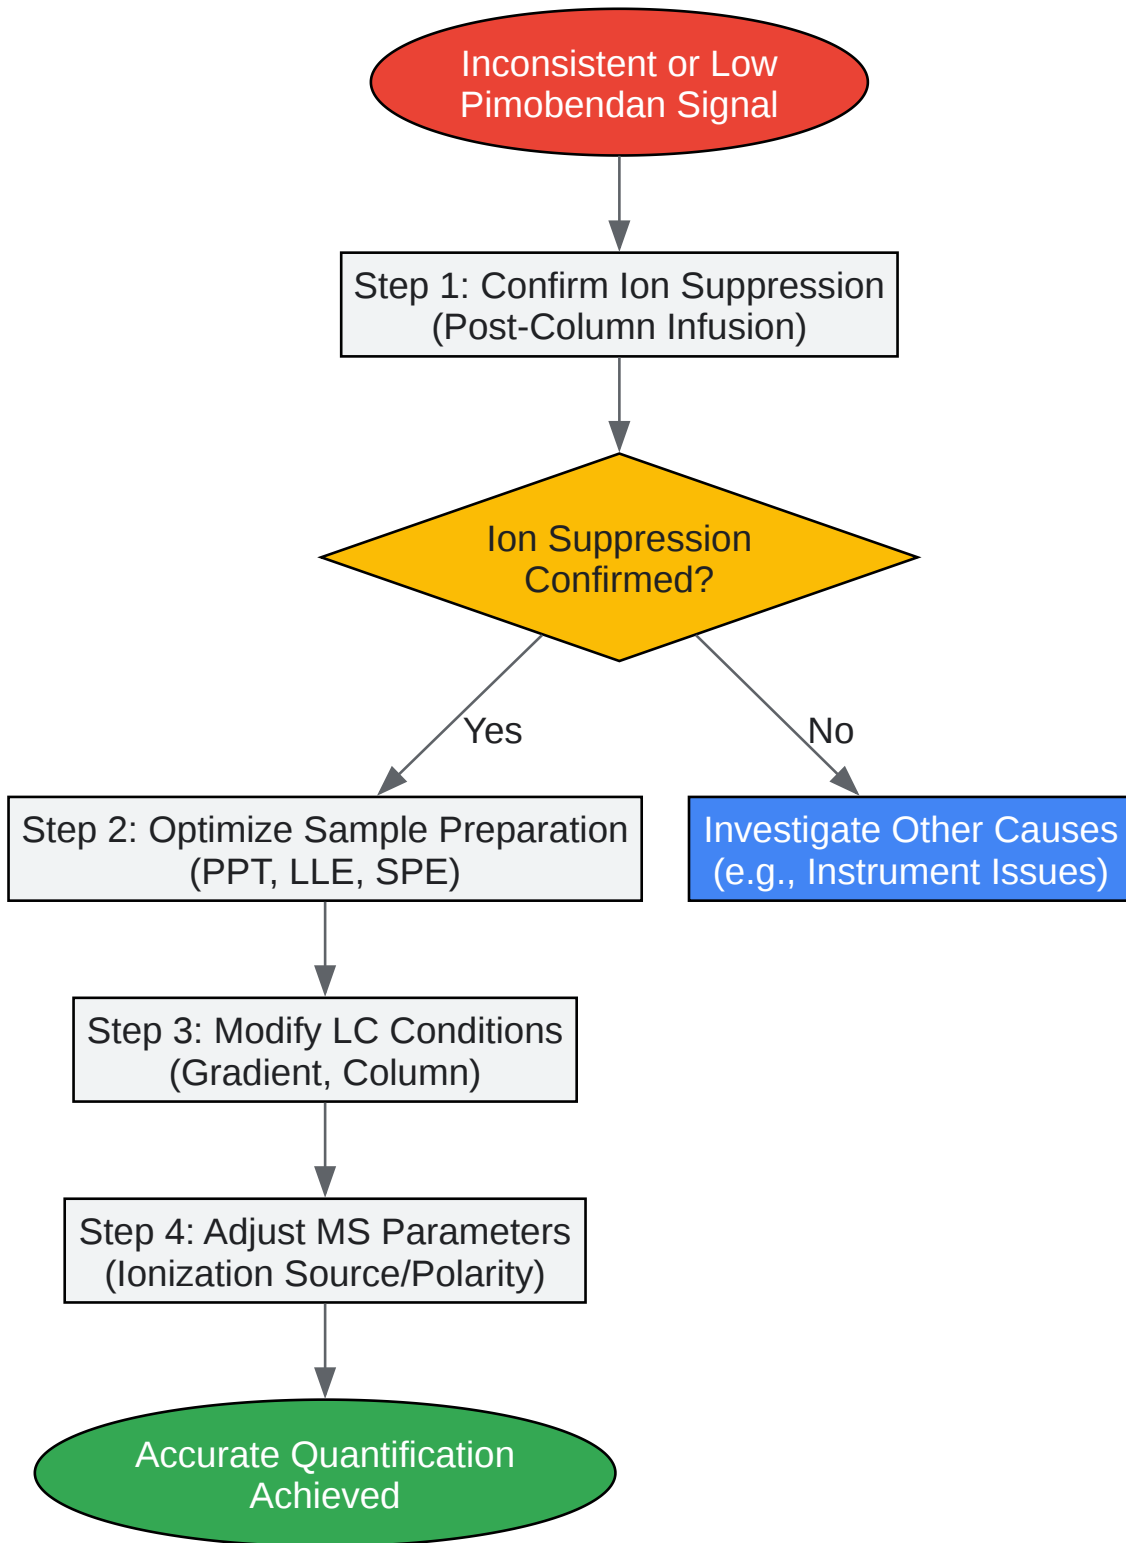 Inconsistent or Low
Pimobendan Signal
Step 1: Confirm Ion Suppression
(Post-Column Infusion)
Ion Suppression
Confirmed?
Yes
No
Step 2: Optimize Sample Preparation
(PPT, LLE, SPE)
Investigate Other Causes
(e.g., Instrument Issues)
Step 3: Modify LC Conditions
(Gradient, Column)
Step 4: Adjust MS Parameters
(Ionization Source/Polarity)
Accurate Quantification
Achieved